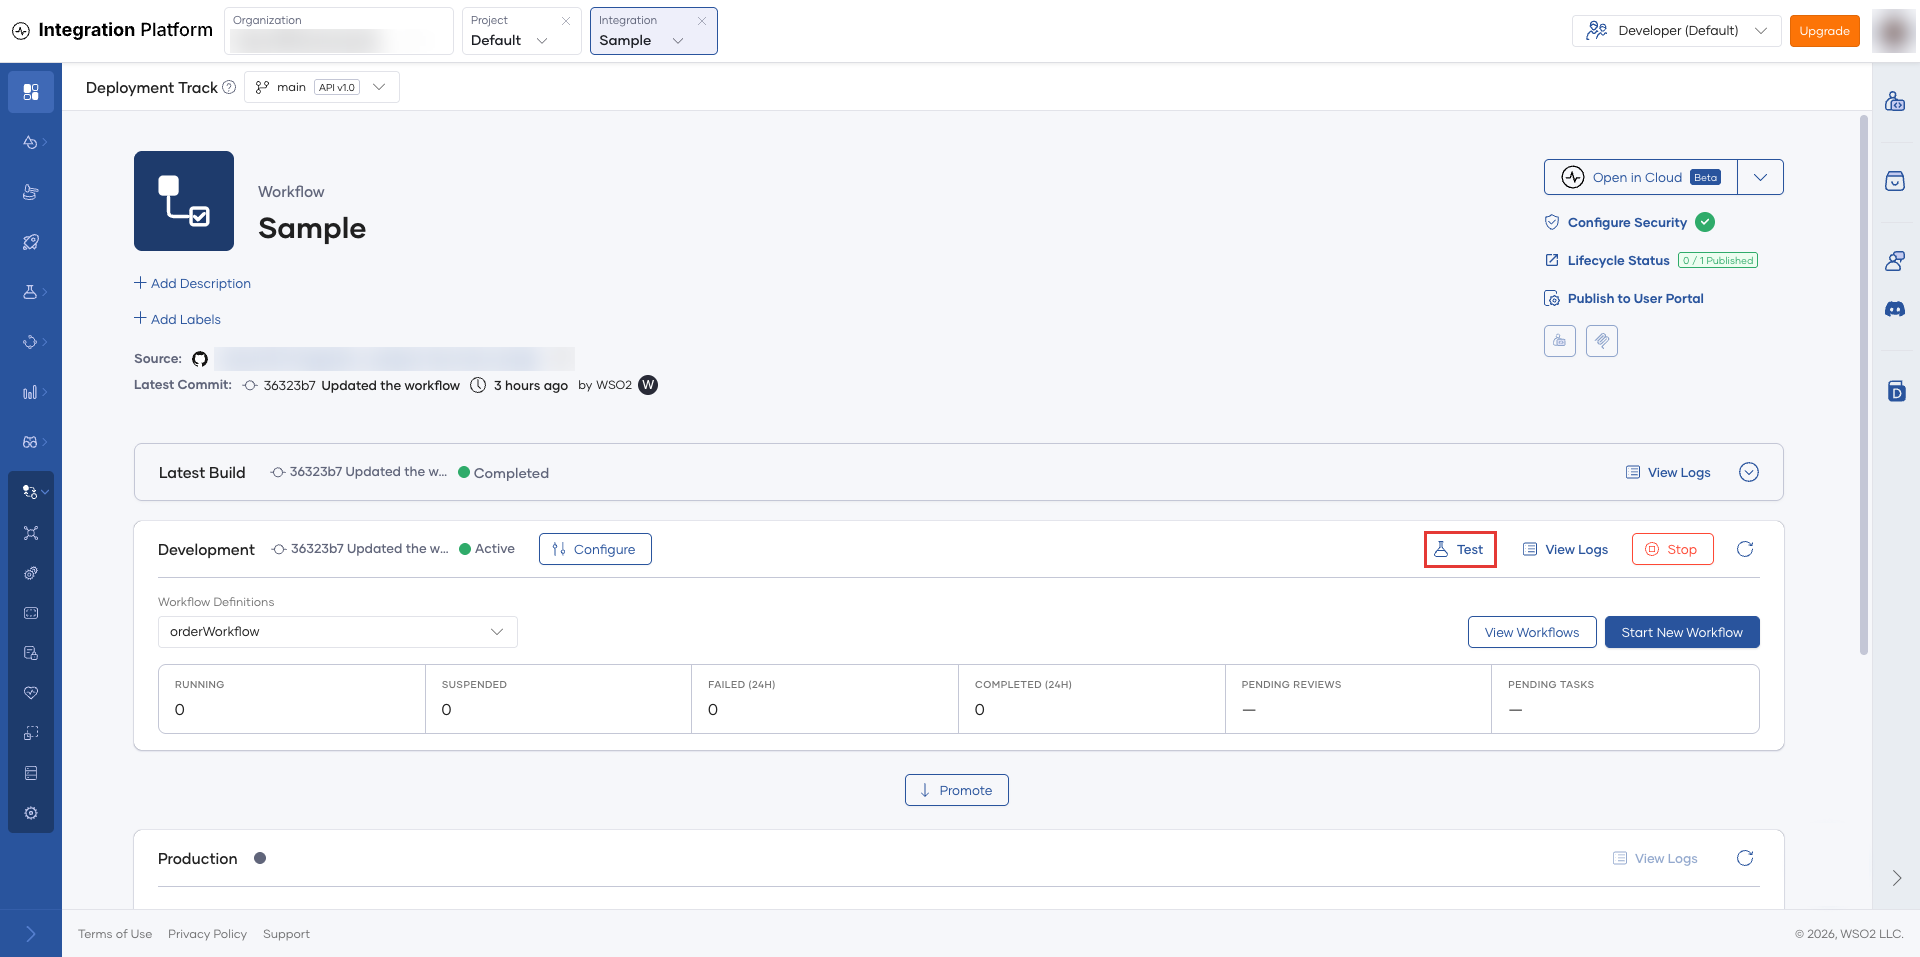 Integration Platform
Organization
Project
Default
Integration
Sample
Developer (Default)
Upgrade
Deployment Track
main
API v1.0
Workflow
Sample
Open in Cloud
Beta
Configure Security
Lifecycle Status
0 / 1 Published
Publish to User Portal
Add Description
Add Labels
Source:
Latest Commit: 36323b7 Updated the workflow 3 hours ago by WSO2 W
D
Latest Build 36323b7 Updated the w... Completed View Logs
Development 36323b7 Updated the w... Active Configure Test View Logs Stop
Workflow Definitions
orderWorkflow
View Workflows
Start New Workflow
RUNNING SUSPENDED FAILED (24H) COMPLETED (24H) PENDING REVIEWS PENDING TASKS
0 0 0 0 — —
Promote
Production View Logs
Terms of Use Privacy Policy Support
© 2026, WSO2 LLC.